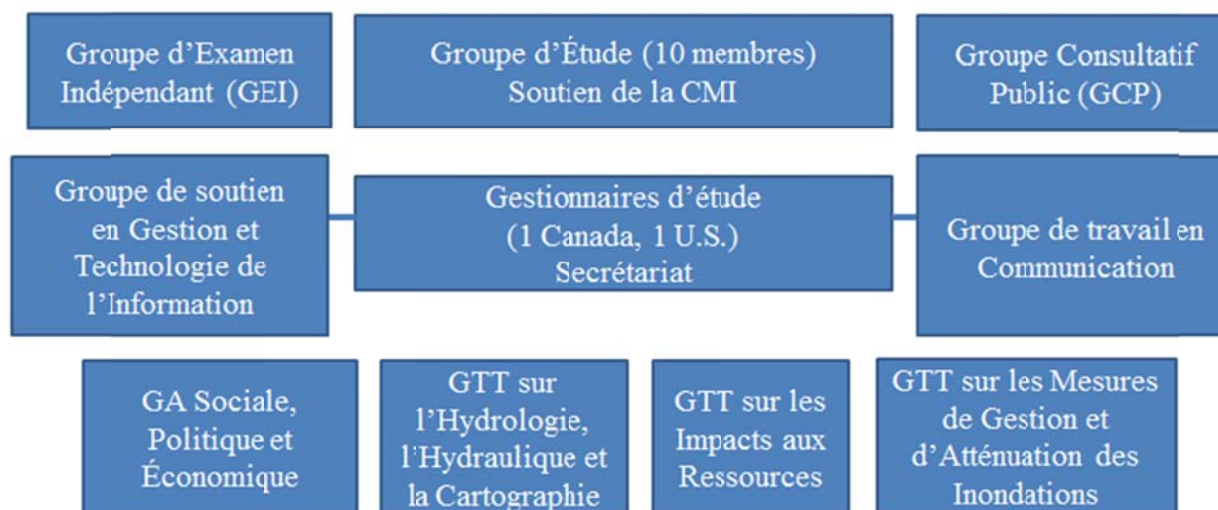 Groupe d’Examen
Indépendant (GEI)
Groupe d’Étude (10 membres)
Soutien de la CMI
Groupe Consultatif
Public (GCP)
Groupe de soutien
en Gestion et
Technologie de
l’Information
Gestionnaires d’étude
(1 Canada, 1 U.S.)
Secrétariat
Groupe de travail en
Communication
GA Sociale,
Politique et
Économique
GTT sur
l’Hydrologie,
l’Hydraulique et
la Cartographie
GTT sur les
Impacts aux
Ressources
GTT sur les Mesures
de Gestion et
d’Atténuation des
Inondations